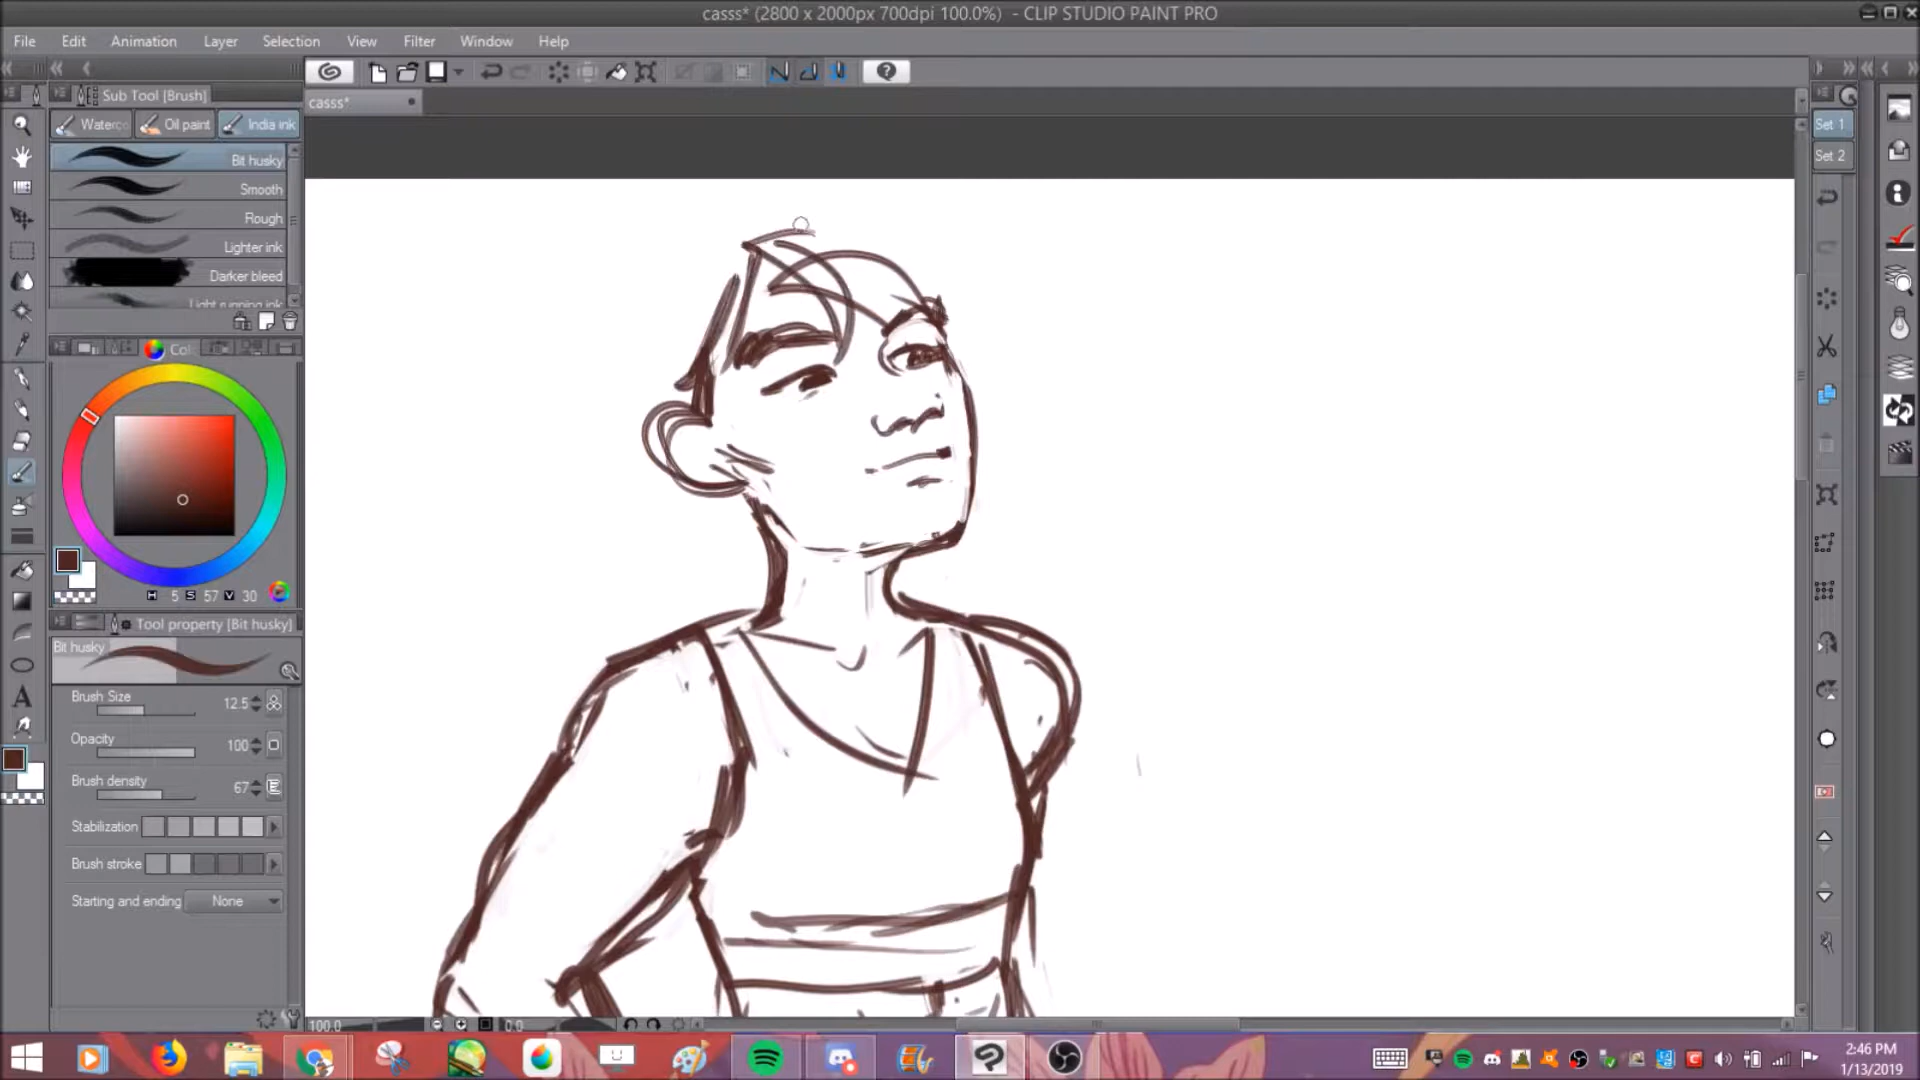 casss* (2800 x 2000px 700dpi 100.0%)  - CLIP STUDIO PAINT PRO
File Edit Animation Layer Selection View Filter Window Help
Sub Tool [Brush]
casss*
Waterc Oil paint India ink
Set 1
Bit husky
Set 2
Smooth
Rough
Lighter ink
Darker bleed
Light running ink
Col
H 5 S 57 V 30
Tool property [Bit husky]
Bit husky
Brush Size 12.5
Opacity 100
Brush density 67
Stabilization
Brush stroke
Starting and ending None
100.0 0.0
2:46 PM
1/13/2019